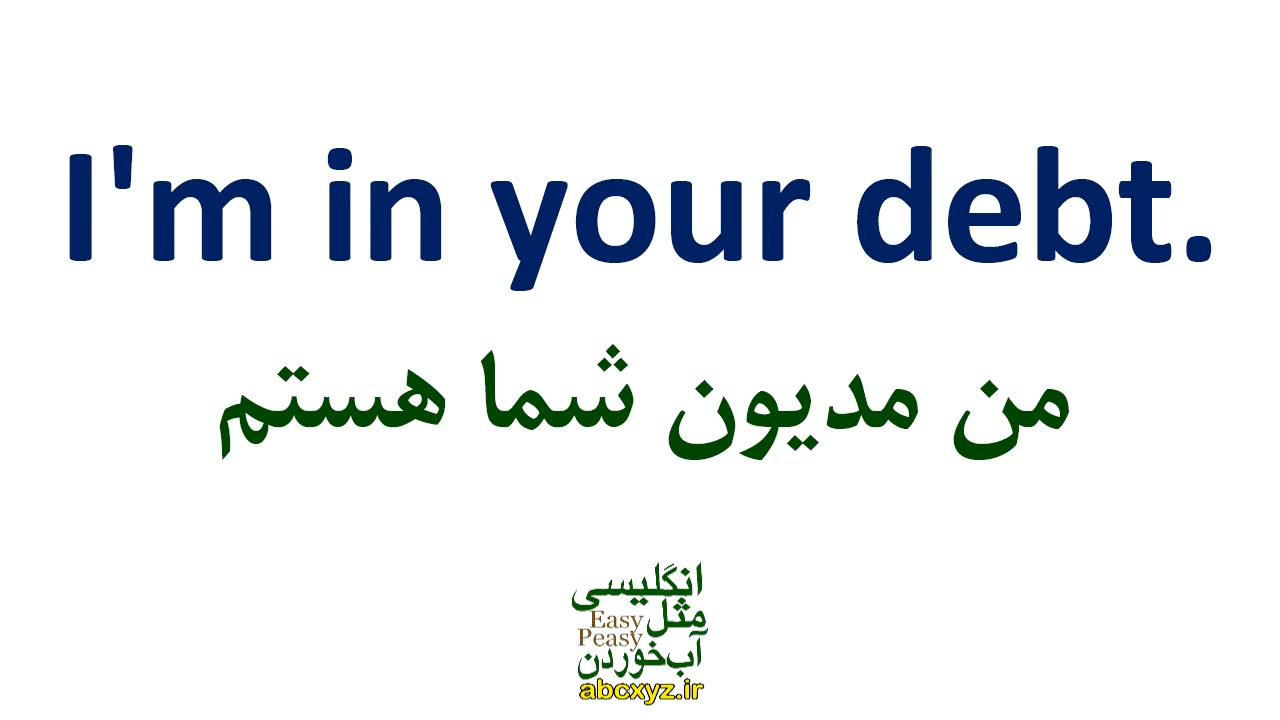 I'm in your debt.
من مدیون شما هستم
انگلیسی
مثل
Easy
Peasy
آب‌خوردن
abcxyz.ir